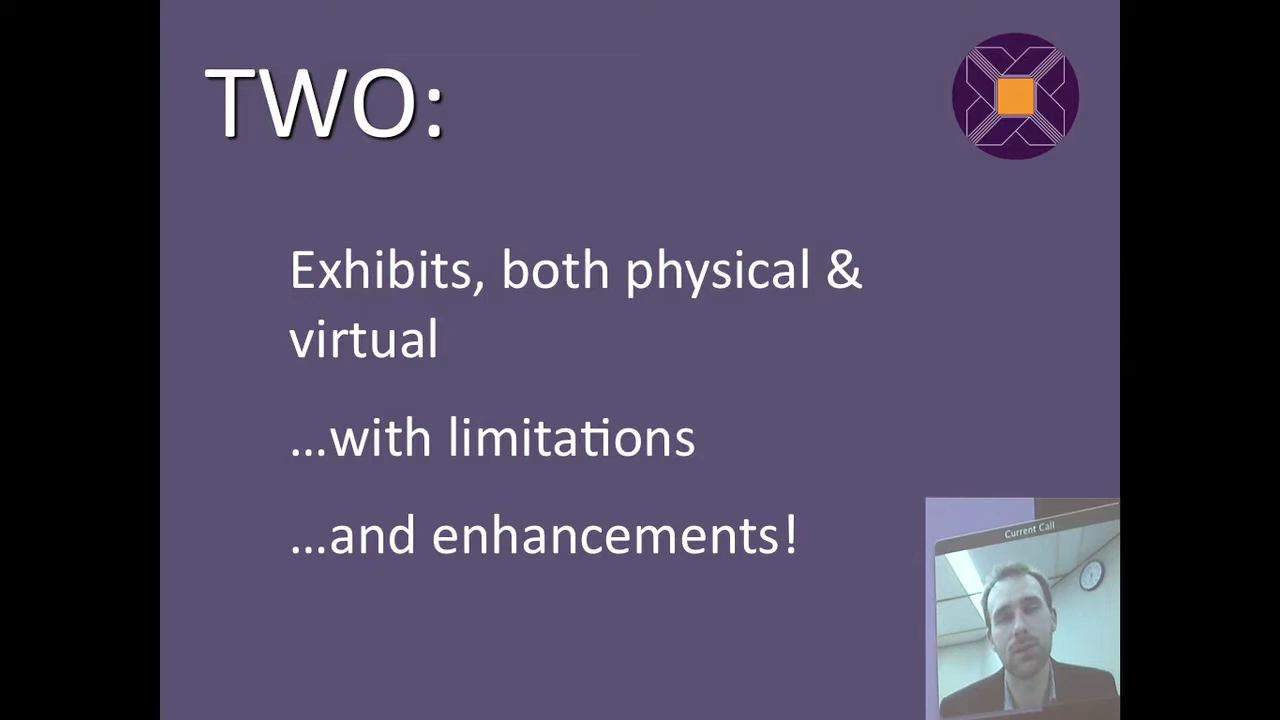 TWO:
Exhibits, both physical &
virtual
...with limitations
...and enhancements!
Current Call